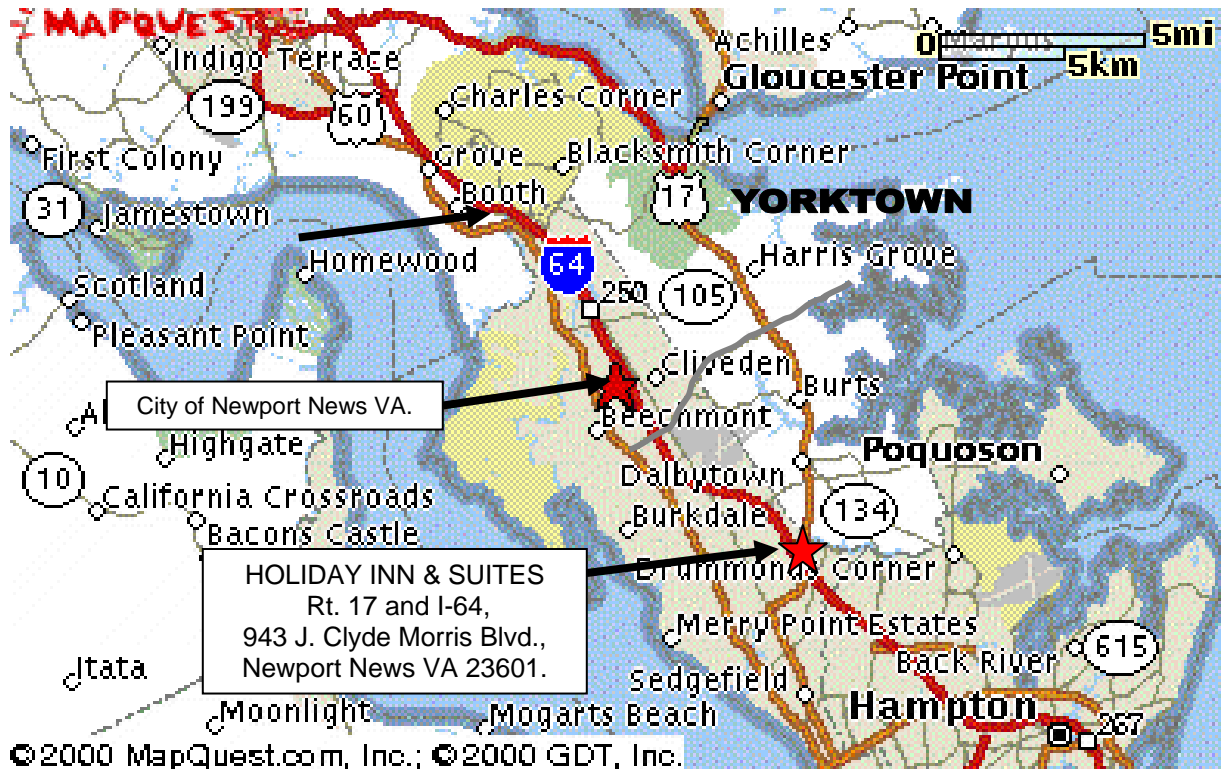 MAPQUEST
Achilles
0 5mi
5km
Indigo Terrace
Gloucester Point
199
60
Charles Corner
First Colony
Grove
Blacksmith Corner
31
Jamestown
Booth
17
YORKTOWN
Homewood
64
Harris Grove
Scotland
250
105
Pleasant Point
Cliveden
City of Newport News VA.
Burts
Beechmont
Highgate
Poquoson
10
California Crossroads
Dalbytown
134
Bacons Castle
Burkdale
HOLIDAY INN & SUITES
Rt. 17 and I-64,
943 J. Clyde Morris Blvd.,
Newport News VA 23601.
Drummonds Corner
Merry Point Estates
615
Itata
Back River
Sedgefield
Moonlight
Mogarts Beach
Hampton
267
©2000 MapQuest.com, Inc.; ©2000 GDT, Inc.